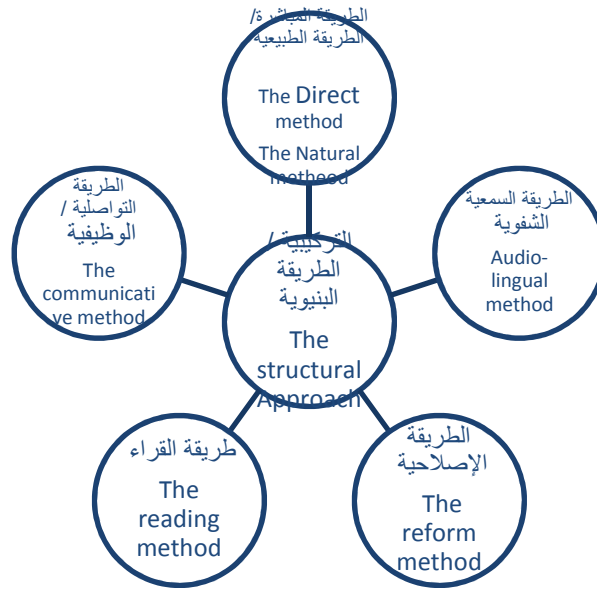 الطريقة المباشرة/
الطريقة الطبيعية
The Direct
method
The Natural
metheod
الطريقة
التواصلية /
الوظيفية
The
communicati
ve method
الطريقة السمعية
الشفوية
Audio-
lingual
method
التركيبية /
الطريقة
البنيوية
The
structural
Approach
طريقة القراء
The
reading
method
الطريقة
الإصلاحية
The
reform
method